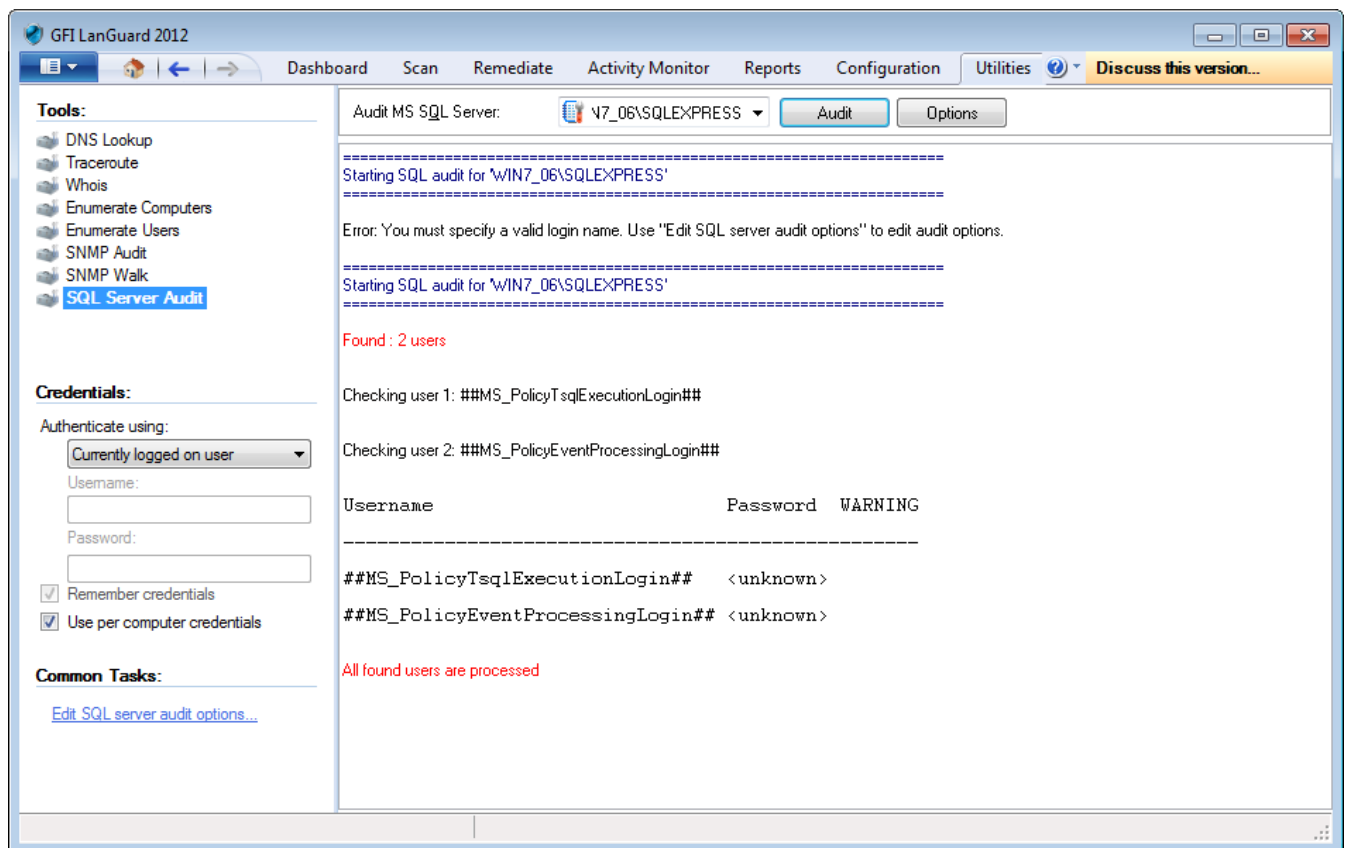 GFI LanGuard 2012
Dashboard Scan Remediate Activity Monitor Reports Configuration Utilities Discuss this version...
Tools:
DNS Lookup
Traceroute
Whois
Enumerate Computers
Enumerate Users
SNMP Audit
SNMP Walk
SQL Server Audit
Credentials:
Authenticate using:
Currently logged on user
Username:
Password:
Remember credentials
Use per computer credentials
Common Tasks:
Edit SQL server audit options...
Audit MS SQL Server: \7_06\SQLEXPRESS Audit Options
======================================================================
Starting SQL audit for 'WIN7_06\SQLEXPRESS'
======================================================================
Error: You must specify a valid login name. Use "Edit SQL server audit options" to edit audit options.
======================================================================
Starting SQL audit for 'WIN7_06\SQLEXPRESS'
======================================================================
Found : 2 users
Checking user 1: ##MS_PolicyTsqlExecutionLogin##
Checking user 2: ##MS_PolicyEventProcessingLogin##
Username Password WARNING
---------------------------------------------------
##MS_PolicyTsqlExecutionLogin## <unknown>
##MS_PolicyEventProcessingLogin## <unknown>
All found users are processed